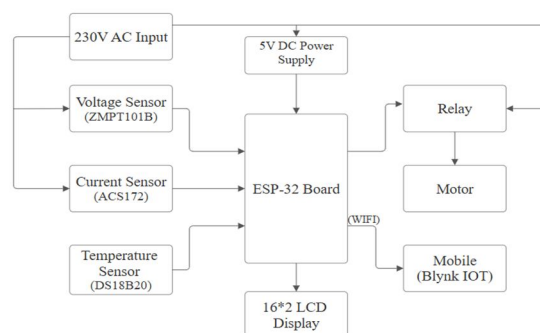 230V AC Input
5V DC Power
Supply
Voltage Sensor
(ZMPT101B)
Relay
Current Sensor
(ACS172)
ESP-32 Board
Motor
(WIFI)
Temperature
Sensor
(DS18B20)
Mobile
(Blynk IOT)
16*2 LCD
Display